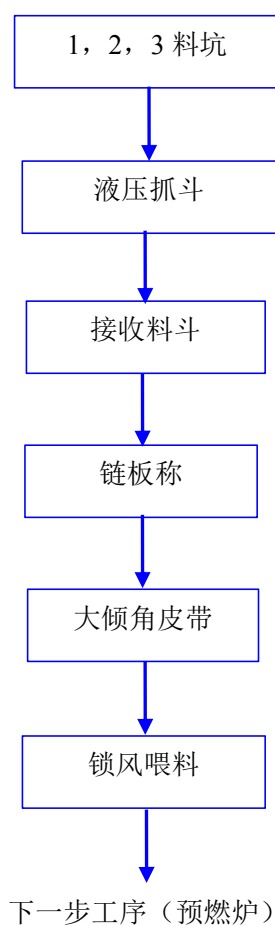 1，2，3 料坑
液压抓斗
接收料斗
链板称
大倾角皮带
锁风喂料
下一步工序（预燃炉）